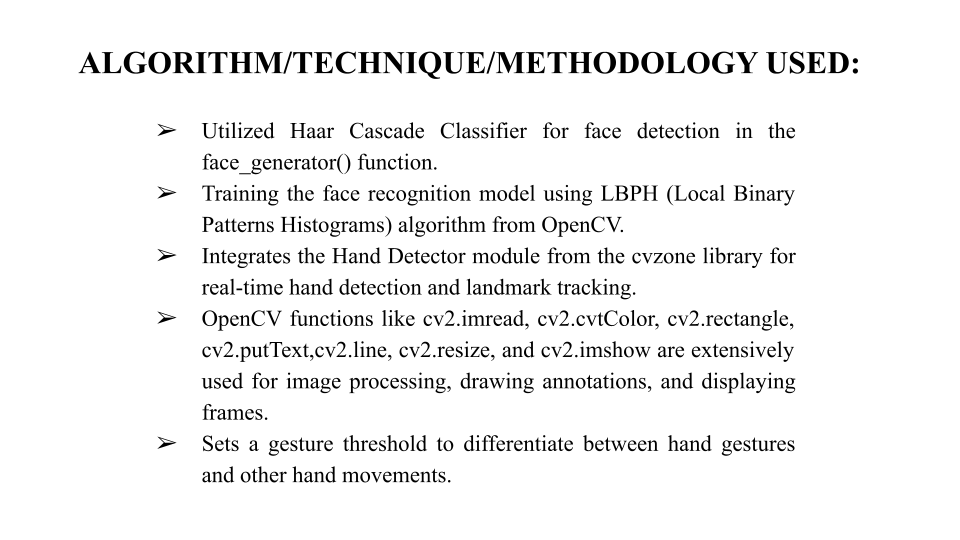 ALGORITHM/TECHNIQUE/METHODOLOGY USED:
➢ Utilized Haar Cascade Classifier for face detection in the
face_generator() function.
➢ Training the face recognition model using LBPH (Local Binary
Patterns Histograms) algorithm from OpenCV.
➢ Integrates the Hand Detector module from the cvzone library for
real-time hand detection and landmark tracking.
➢ OpenCV functions like cv2.imread, cv2.cvtColor, cv2.rectangle,
cv2.putText,cv2.line, cv2.resize, and cv2.imshow are extensively
used for image processing, drawing annotations, and displaying
frames.
➢ Sets a gesture threshold to differentiate between hand gestures
and other hand movements.